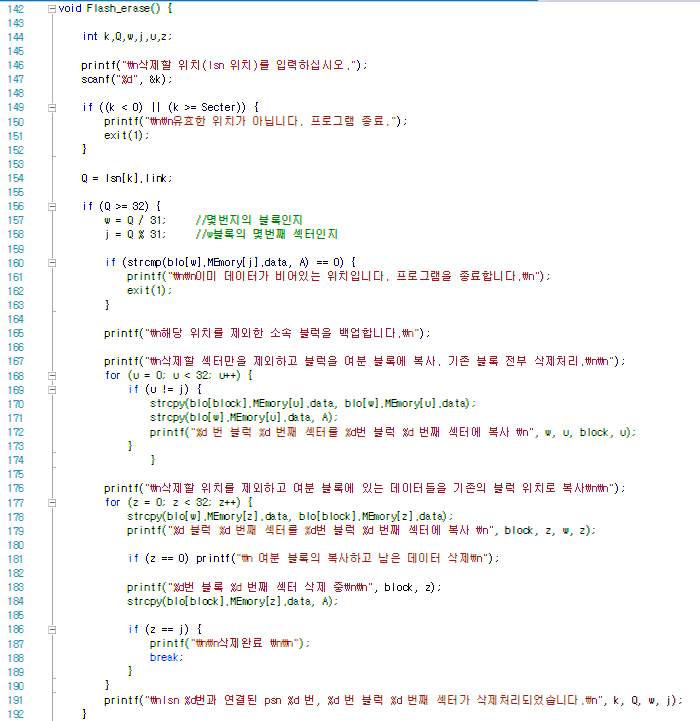 142 void Flash_erase() {
143
144 int k,Q,w,j,u,z;
145
146 printf("₩n삭제할 위치(lsn 위치)를 입력하십시오.");
147 scanf("%d", &k);
148
149 if ((k < 0) || (k >= Secter)) {
150 printf("₩n₩n유효한 위치가 아닙니다. 프로그램 종료.");
151 exit(1);
152 }
153
154 Q = lsn[k].link;
155
156 if (Q >= 32) {
157 w = Q / 31; //몇번지의 블록인지
158 j = Q % 31; //w블록의 몇번째 섹터인지
159
160 if (strcmp(blo[w].MEmory[j].data, A) == 0) {
161 printf("₩n₩n이미 데이터가 비어있는 위치입니다. 프로그램을 종료합니다.₩n");
162 exit(1);
163 }
164
165 printf("₩n해당 위치를 제외한 소속 블럭을 백업합니다.₩n");
166
167 printf("₩n삭제할 섹터만을 제외하고 블럭을 여분 블록에 복사. 기존 블록 전부 삭제처리.₩n₩n");
168 for (u = 0; u < 32; u++) {
169 if (u != j) {
170 strcpy(blo[block].MEmory[u].data, blo[w].MEmory[u].data);
171 strcpy(blo[w].MEmory[u].data, A);
172 printf("%d 번 블럭 %d 번째 섹터를 %d번 블럭 %d 번째 섹터에 복사 ₩n", w, u, block, u);
173 }
174 }
175
176 printf("₩n삭제할 위치를 제외하고 여분 블록에 있는 데이터들을 기존의 블럭 위치로 복사₩n₩n");
177 for (z = 0; z < 32; z++) {
178 strcpy(blo[w].MEmory[z].data, blo[block].MEmory[z].data);
179 printf("%d 블럭 %d 번째 섹터를 %d번 블럭 %d 번째 섹터에 복사 ₩n", block, z, w, z);
180
181 if (z == 0) printf("₩n 여분 블록의 복사하고 남은 데이터 삭제₩n");
182
183 printf("%d번 블록 %d 번째 섹터 삭제 중₩n₩n", block, z);
184 strcpy(blo[block].MEmory[z].data, A);
185
186 if (z == j) {
187 printf("₩n₩n삭제완료 ₩n₩n");
188 break;
189 }
190 }
191 printf("₩nlsn %d번과 연결된 psn %d 번, %d 번 블럭 %d 번째 섹터가 삭제처리되었습니다.₩n", k, Q, w, j);
192 }